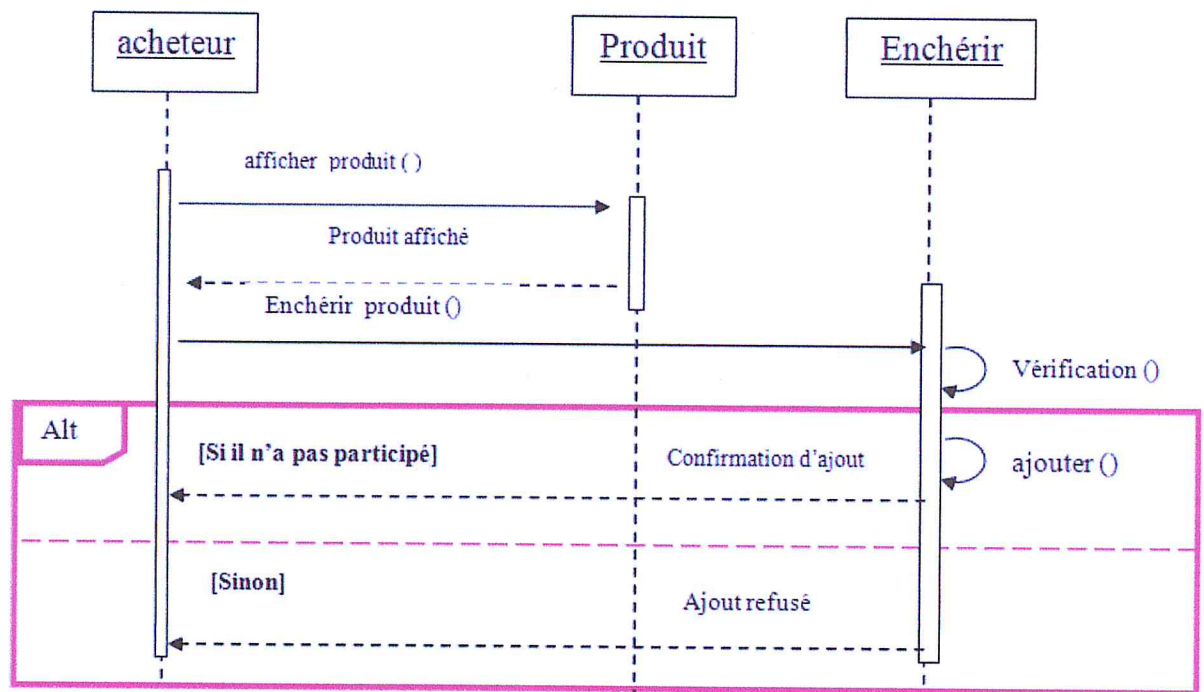 acheteur
Produit
Enchérir
afficher produit ( )
Produit affiché
Enchérir produit ()
Vérification ()
Alt
[Si il n'a pas participé]
Confirmation d'ajout
ajouter ()
[Sinon]
Ajout refusé